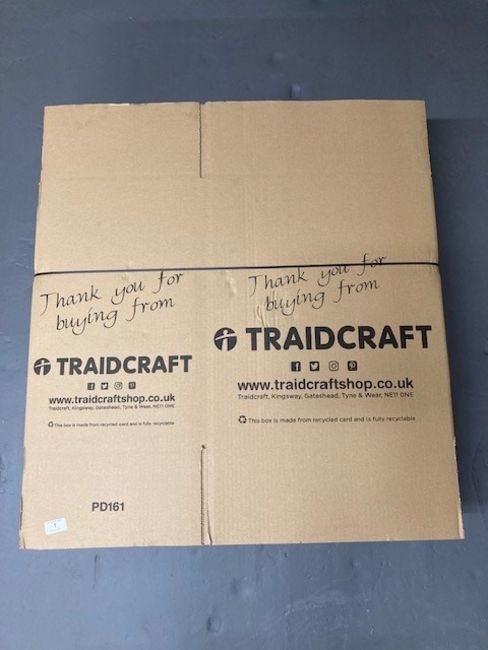 Thank you for
buying from
TRAIDCRAFT
www.traidcraftshop.co.uk
Traidcraft, Kingsway, Gateshead, Tyne & Wear, NE11 0NE
This box is made from recycled card and is fully recyclable
PD161
Thank you for
buying from
TRAIDCRAFT
www.traidcraftshop.co.uk
Traidcraft, Kingsway, Gateshead, Tyne & Wear, NE11 0NE
This box is made from recycled card and is fully recyclable